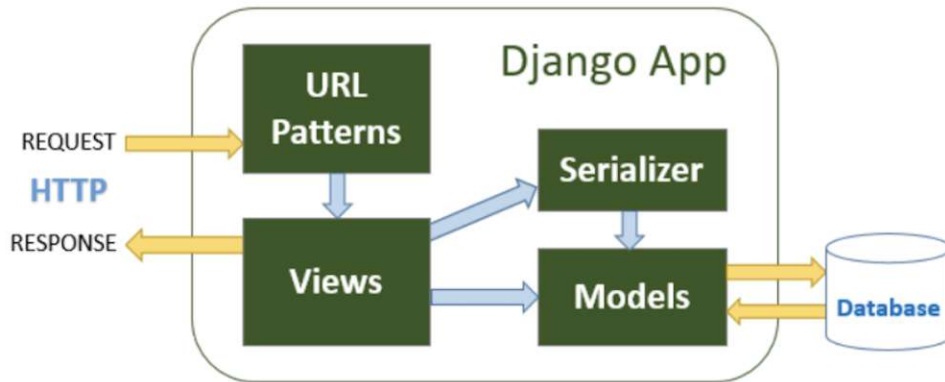 Django App
URL
Patterns
REQUEST
HTTP
RESPONSE
Serializer
Views
Models
Database